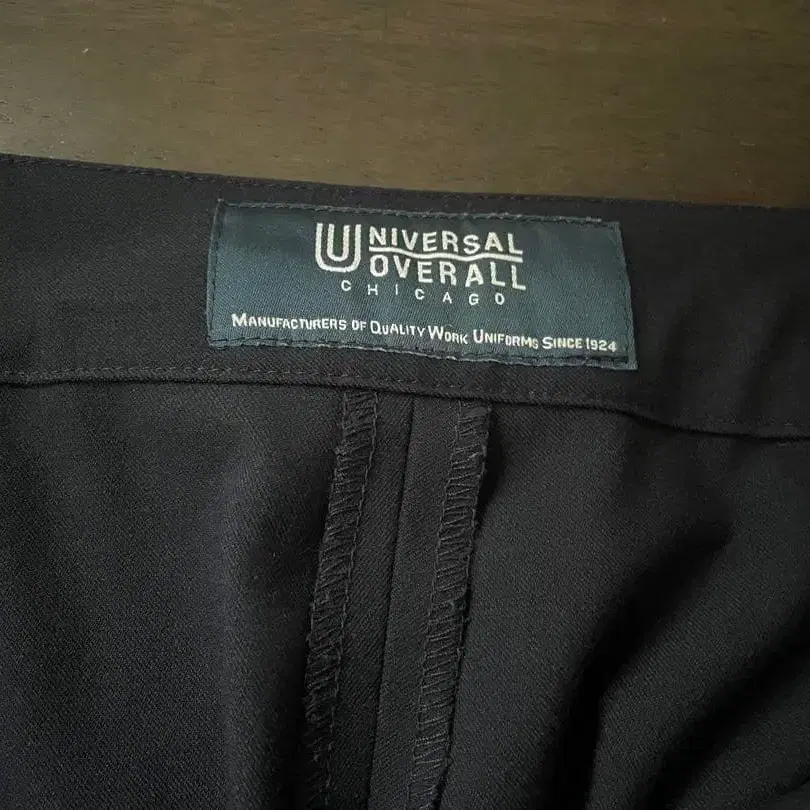 UNIVERSAL
OVERALL
CHICAGO
MANUFACTURERS OF QUALITY WORK UNIFORMS SINCE 1924